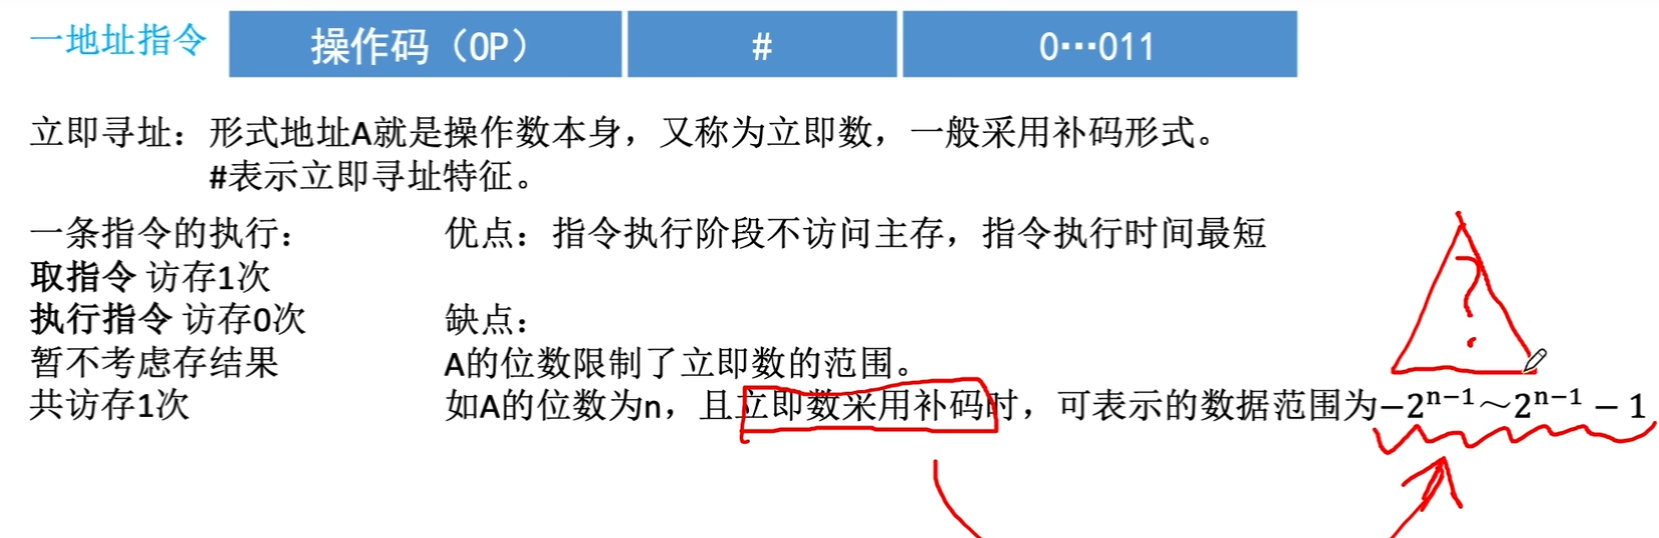 一地址指令 操作码（OP） # 0…011
立即寻址：形式地址A就是操作数本身，又称为立即数，一般采用补码形式。
#表示立即寻址特征。
一条指令的执行： 优点：指令执行阶段不访问主存，指令执行时间最短
取指令 访存1次
执行指令 访存0次 缺点：
暂不考虑存结果 A的位数限制了立即数的范围。
共访存1次 如A的位数为n，且立即数采用补码时，可表示的数据范围为−2ⁿ⁻¹～2ⁿ⁻¹ − 1
?